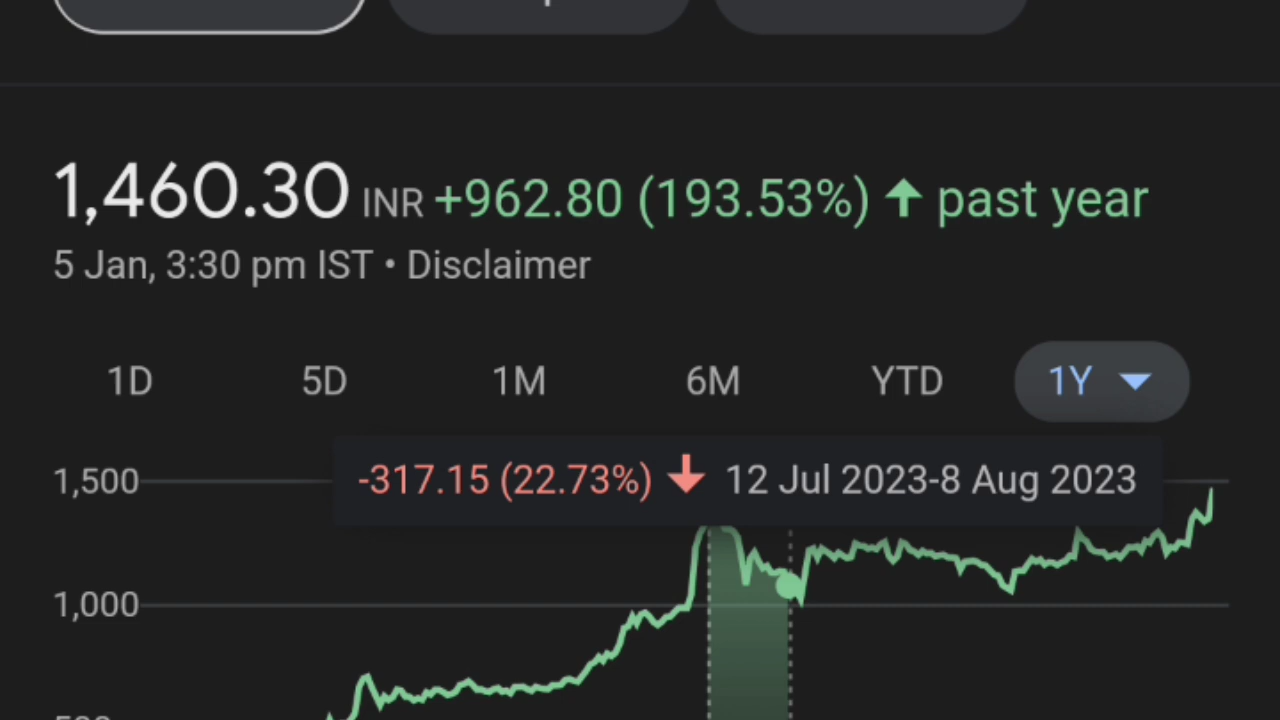 1,460.30 INR +962.80 (193.53%) ↑ past year
5 Jan, 3:30 pm IST • Disclaimer
1D 5D 1M 6M YTD 1Y
-317.15 (22.73%) ↓ 12 Jul 2023-8 Aug 2023
1,500
1,000